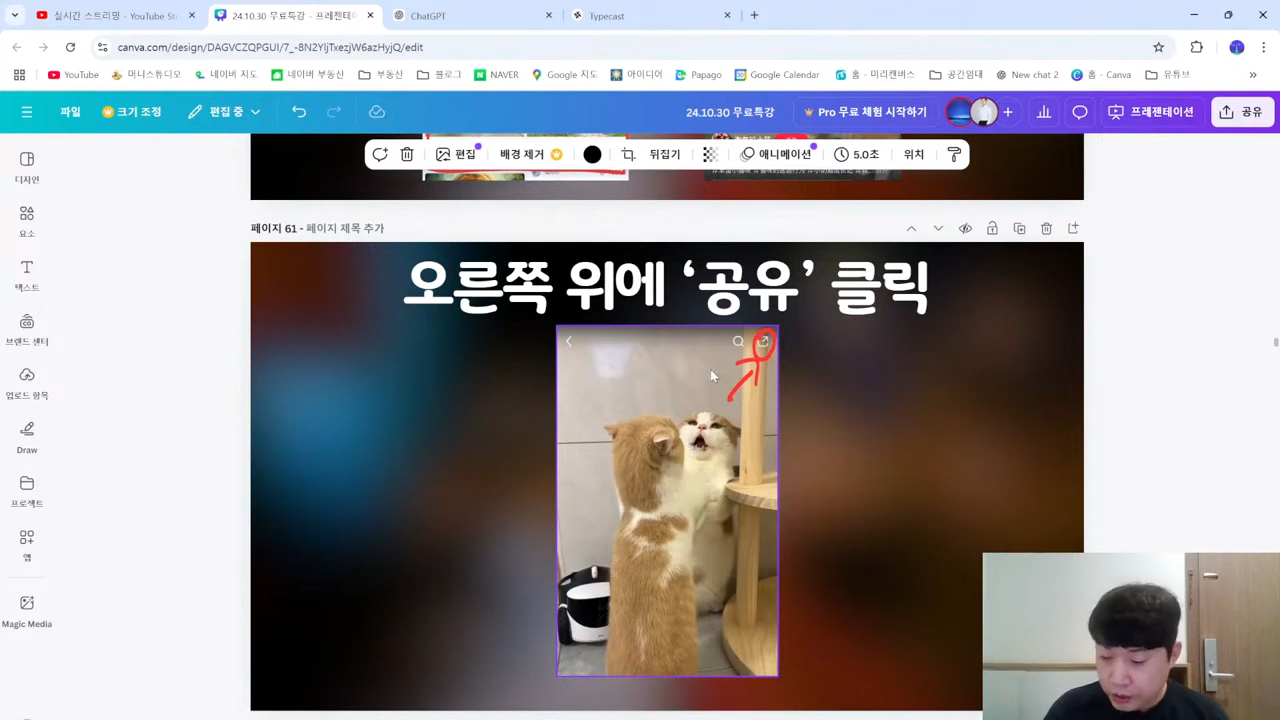 실시간 스트리밍 - YouTube Stu
24.10.30 무료특강 - 프레젠테이
ChatGPT
Typecast
canva.com/design/DAGVCZQPGUI/7_-8N2YljTxezjW6azHyjQ/edit
YouTube
머니스튜디오
네이버 지도
네이버 부동산
부동산
블로그
NAVER
Google 지도
아이디어
Papago
Google Calendar
홈 - 미리캔버스
공간임대
New chat 2
홈 - Canva
유튜브
파일
크기 조정
편집 중
24.10.30 무료특강
Pro 무료 체험 시작하기
프레젠테이션
공유
편집
배경 제거
뒤집기
애니메이션
5.0초
위치
디자인
요소
텍스트
브랜드 센터
업로드 항목
Draw
프로젝트
앱
Magic Media
페이지 61 - 페이지 제목 추가
오른쪽 위에 ‘공유’ 클릭